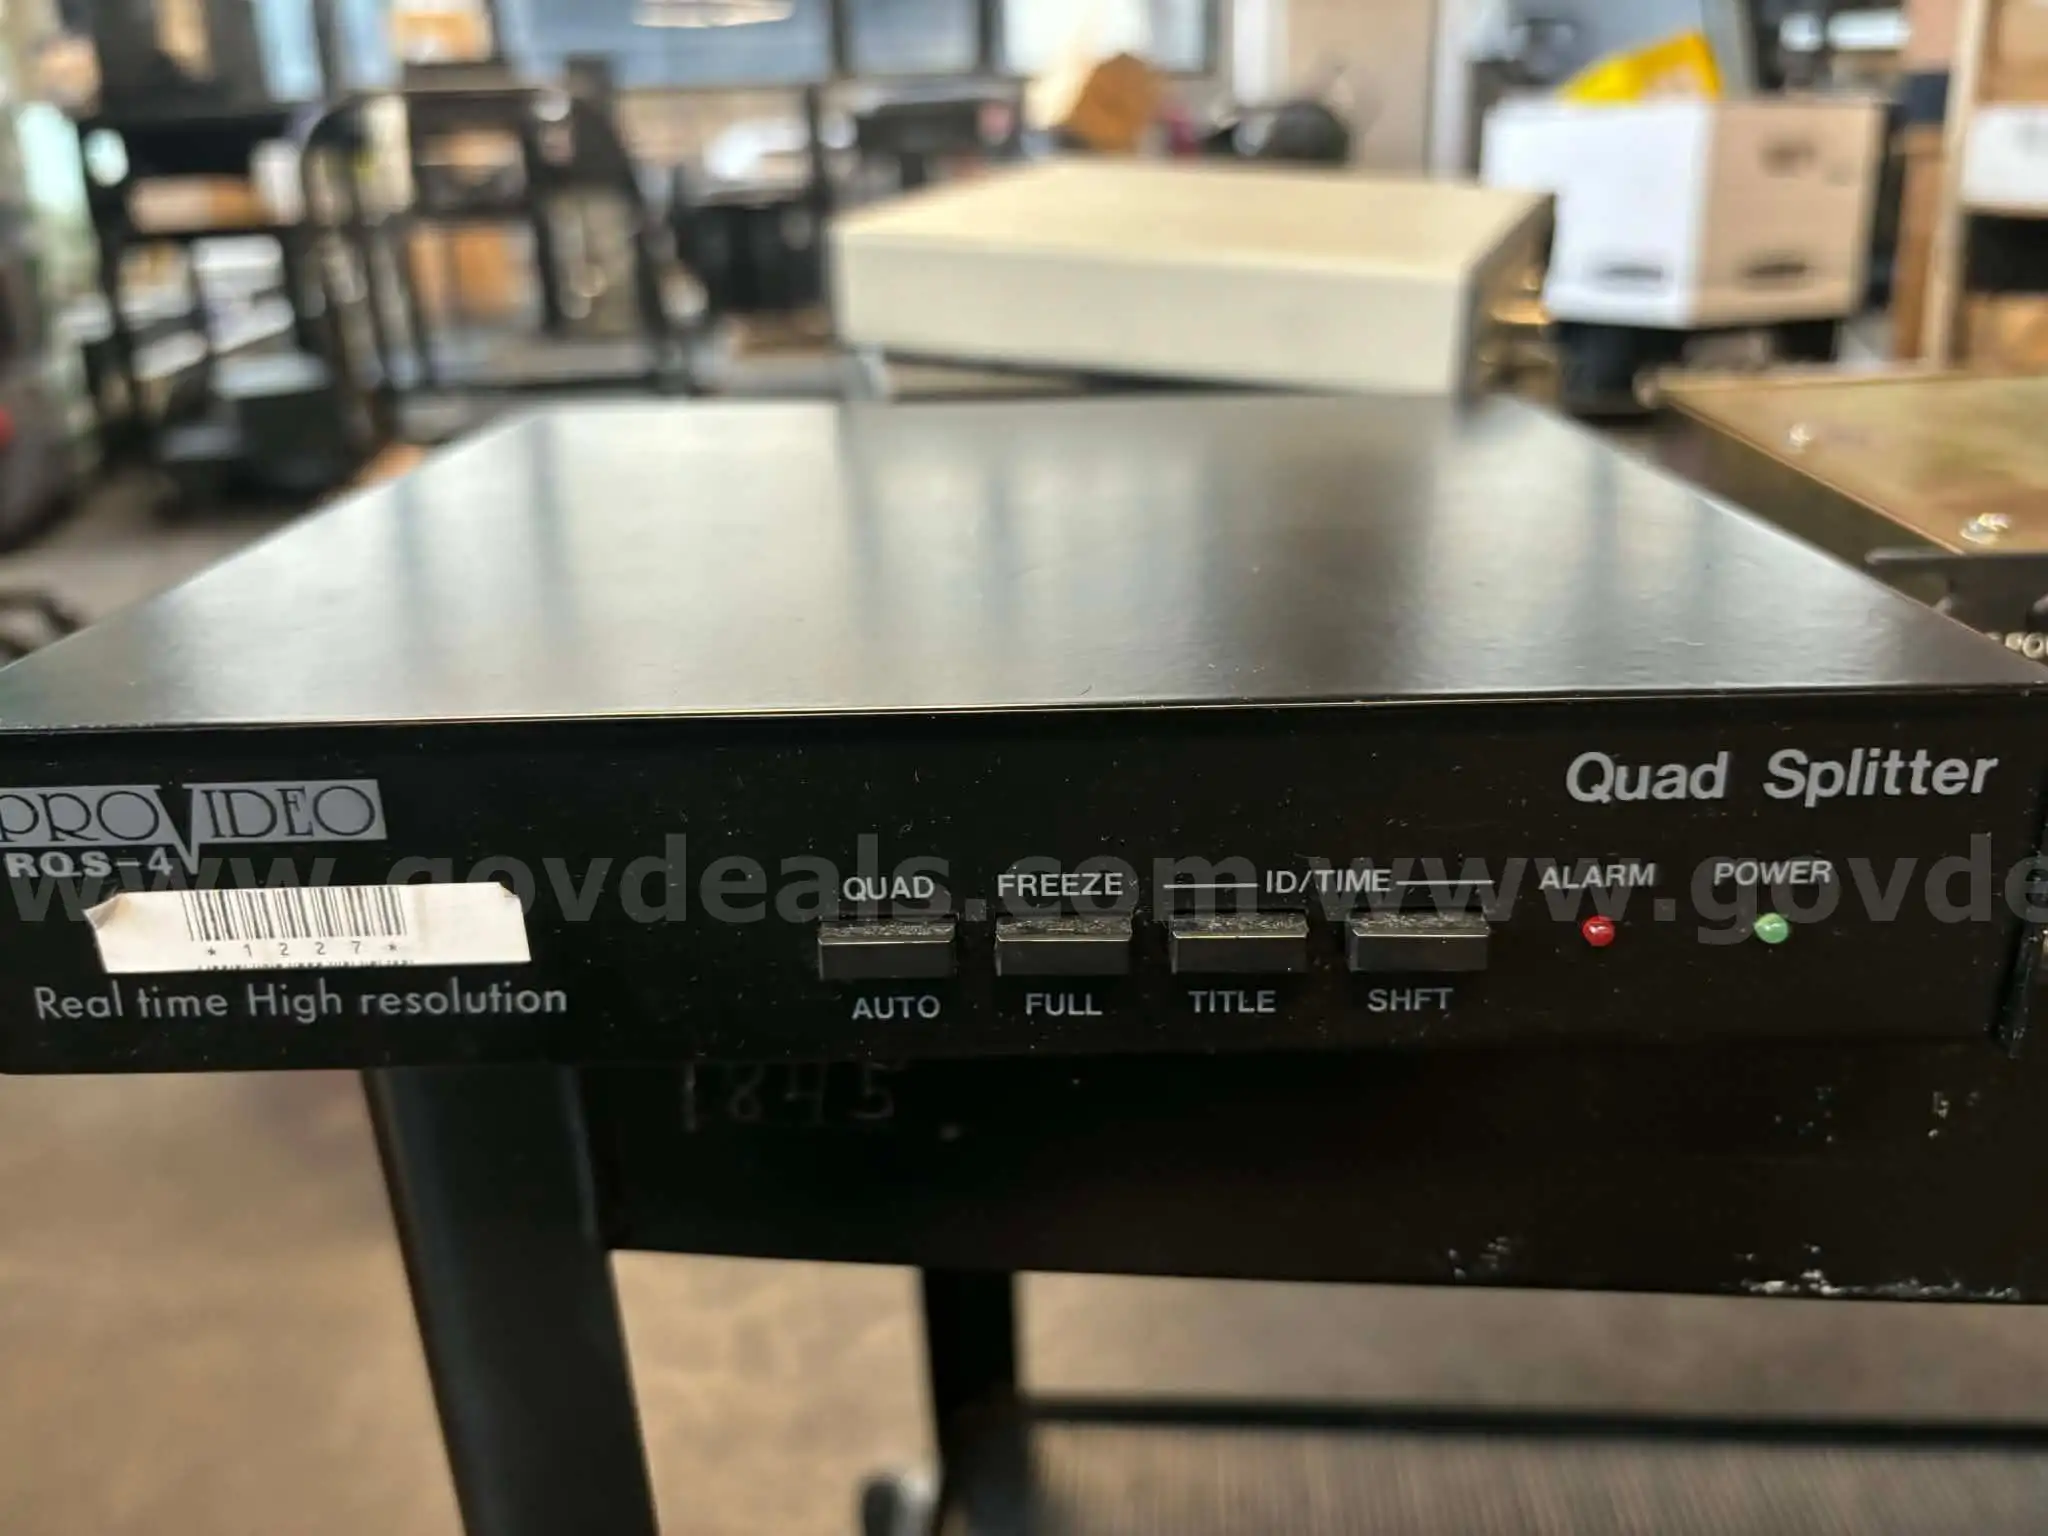 PROVIDEO
RQS-4
*1227*
Real time High resolution
Quad Splitter
QUAD FREEZE ID/TIME ALARM POWER
AUTO FULL TITLE SHFT
1845
www.govdeals.com www.govde